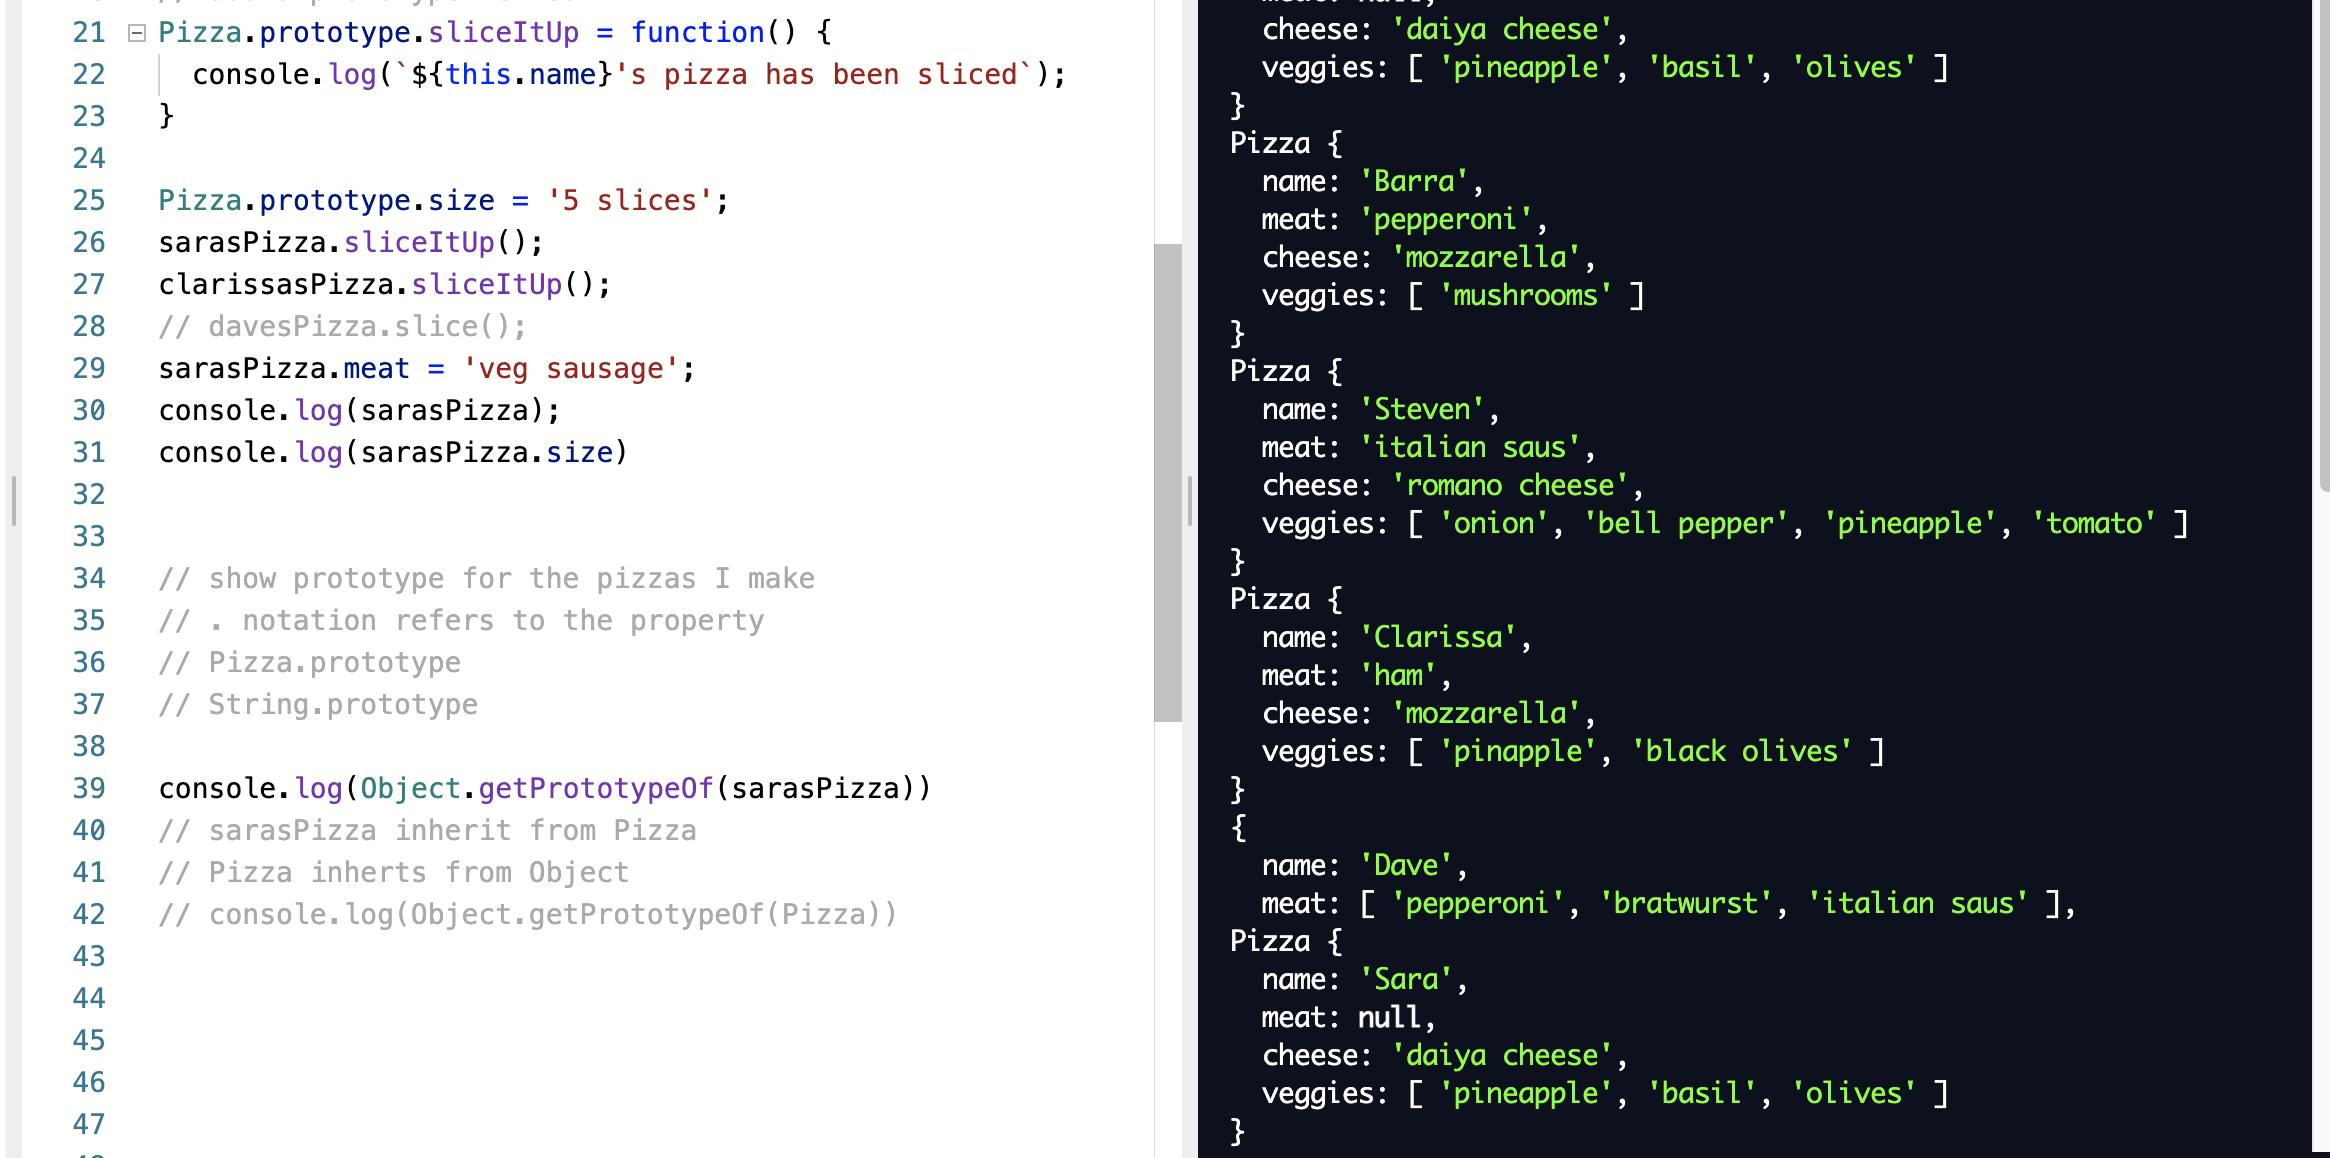 21 Pizza.prototype.sliceItUp = function() {
22 console.log(`${this.name}'s pizza has been sliced`);
23 }
24
25 Pizza.prototype.size = '5 slices';
26 sarasPizza.sliceItUp();
27 clarissasPizza.sliceItUp();
28 // davesPizza.slice();
29 sarasPizza.meat = 'veg sausage';
30 console.log(sarasPizza);
31 console.log(sarasPizza.size)
32
33
34 // show prototype for the pizzas I make
35 // . notation refers to the property
36 // Pizza.prototype
37 // String.prototype
38
39 console.log(Object.getPrototypeOf(sarasPizza))
40 // sarasPizza inherit from Pizza
41 // Pizza inherts from Object
42 // console.log(Object.getPrototypeOf(Pizza))
43
44
45
46
47
cheese: 'daiya cheese',
veggies: [ 'pineapple', 'basil', 'olives' ]
}
Pizza {
name: 'Barra',
meat: 'pepperoni',
cheese: 'mozzarella',
veggies: [ 'mushrooms' ]
}
Pizza {
name: 'Steven',
meat: 'italian saus',
cheese: 'romano cheese',
veggies: [ 'onion', 'bell pepper', 'pineapple', 'tomato' ]
}
Pizza {
name: 'Clarissa',
meat: 'ham',
cheese: 'mozzarella',
veggies: [ 'pinapple', 'black olives' ]
}
{
name: 'Dave',
meat: [ 'pepperoni', 'bratwurst', 'italian saus' ],
Pizza {
name: 'Sara',
meat: null,
cheese: 'daiya cheese',
veggies: [ 'pineapple', 'basil', 'olives' ]
}